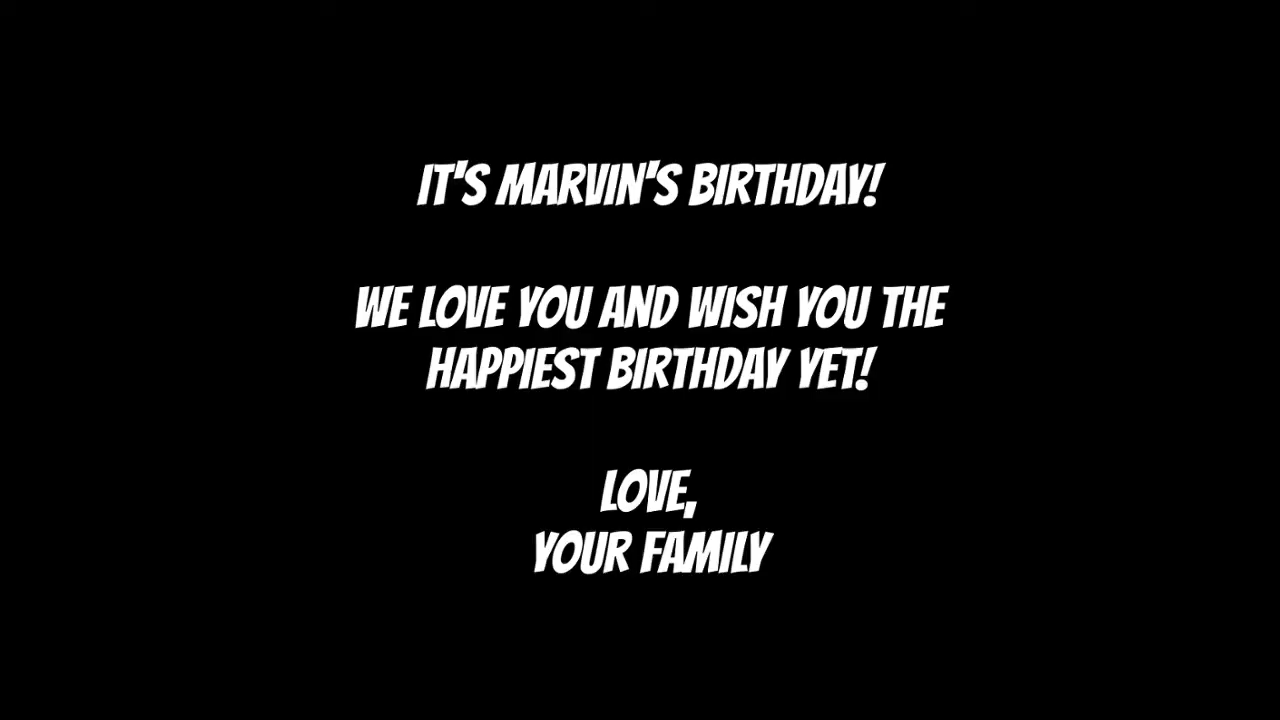 IT'S MARVIN'S BIRTHDAY!
WE LOVE YOU AND WISH YOU THE
HAPPIEST BIRTHDAY YET!
LOVE,
YOUR FAMILY